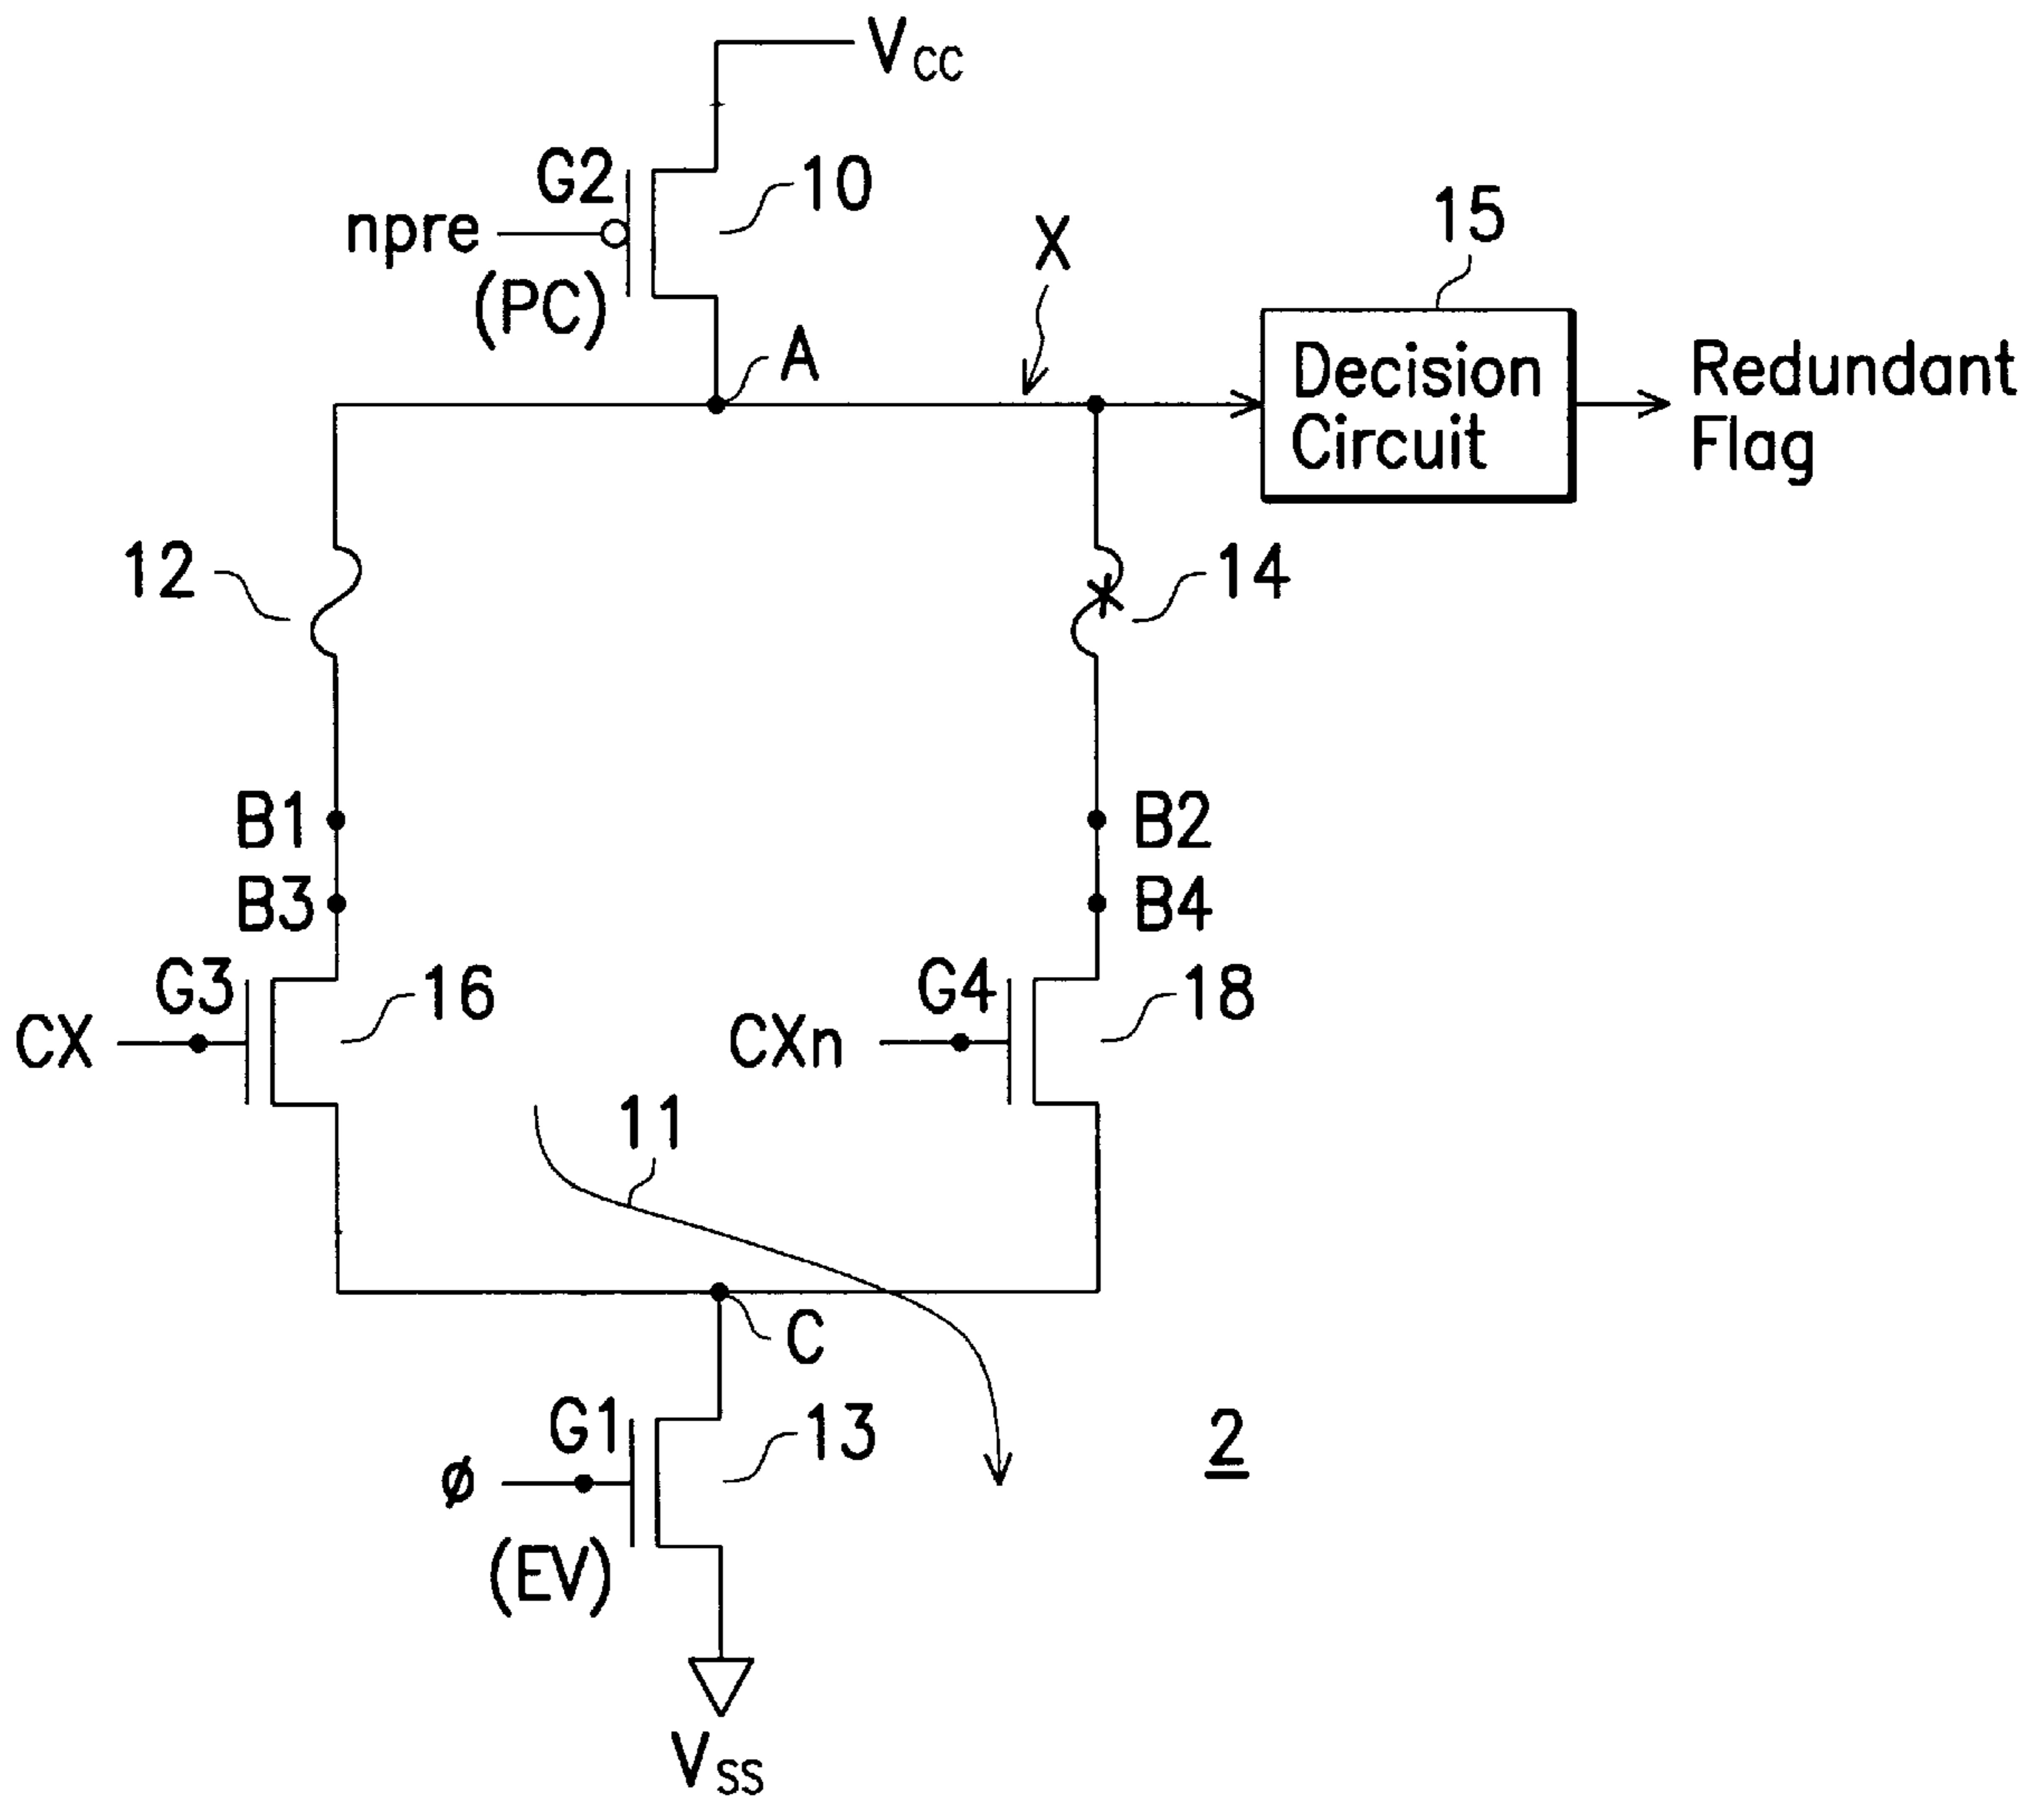 VCC
G2
10
npre
(PC)
X
15
A
Decision
Circuit
Redundant
Flag
12
14
B1
B2
B3
B4
G3
16
G4
18
CX
CXn
11
C
G1
13
2
ø
(EV)
VSS